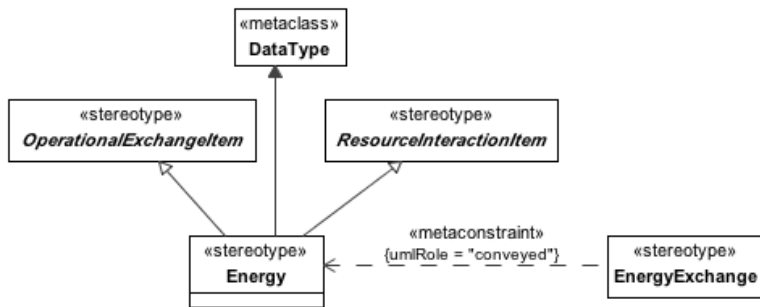 «metaclass»
DataType
«stereotype»
OperationalExchangeItem
«stereotype»
ResourceInteractionItem
«stereotype»
Energy
«metaconstraint»
{umlRole = "conveyed"}
«stereotype»
EnergyExchange